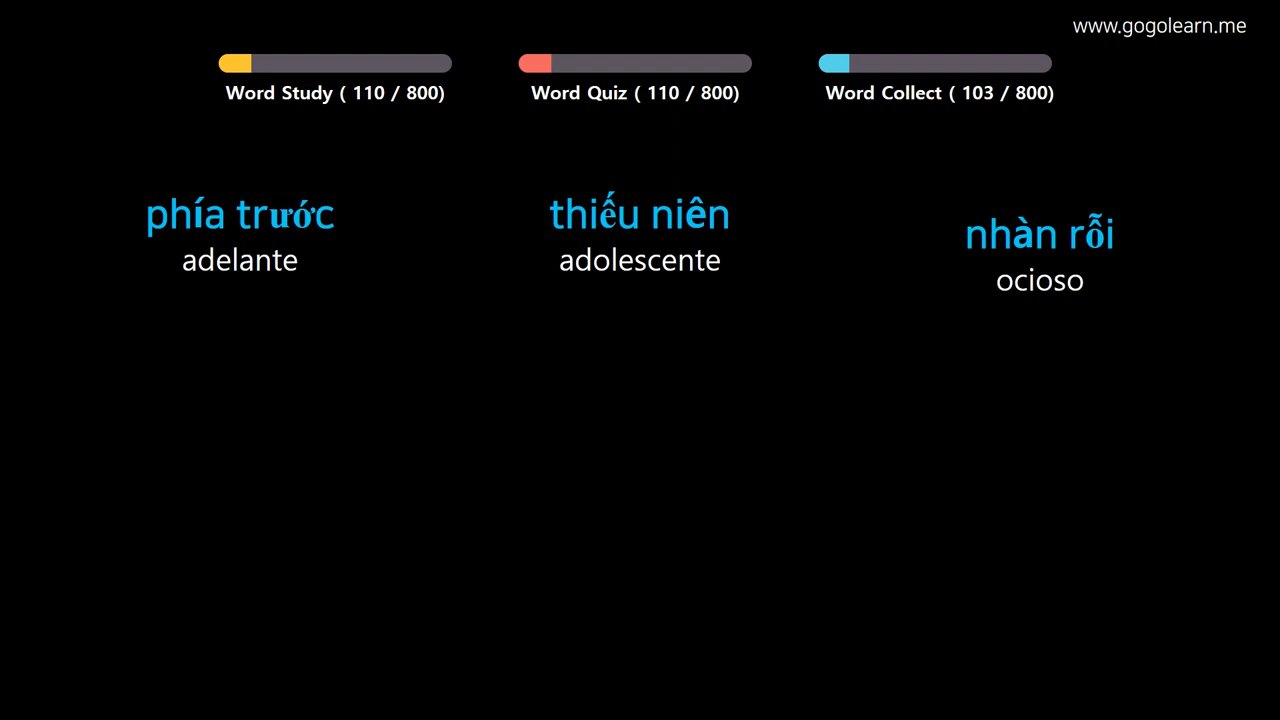 www.gogolearn.me
Word Study ( 110 / 800)
Word Quiz ( 110 / 800)
Word Collect ( 103 / 800)
phía trước
adelante
thiếu niên
adolescente
nhàn rỗi
ocioso